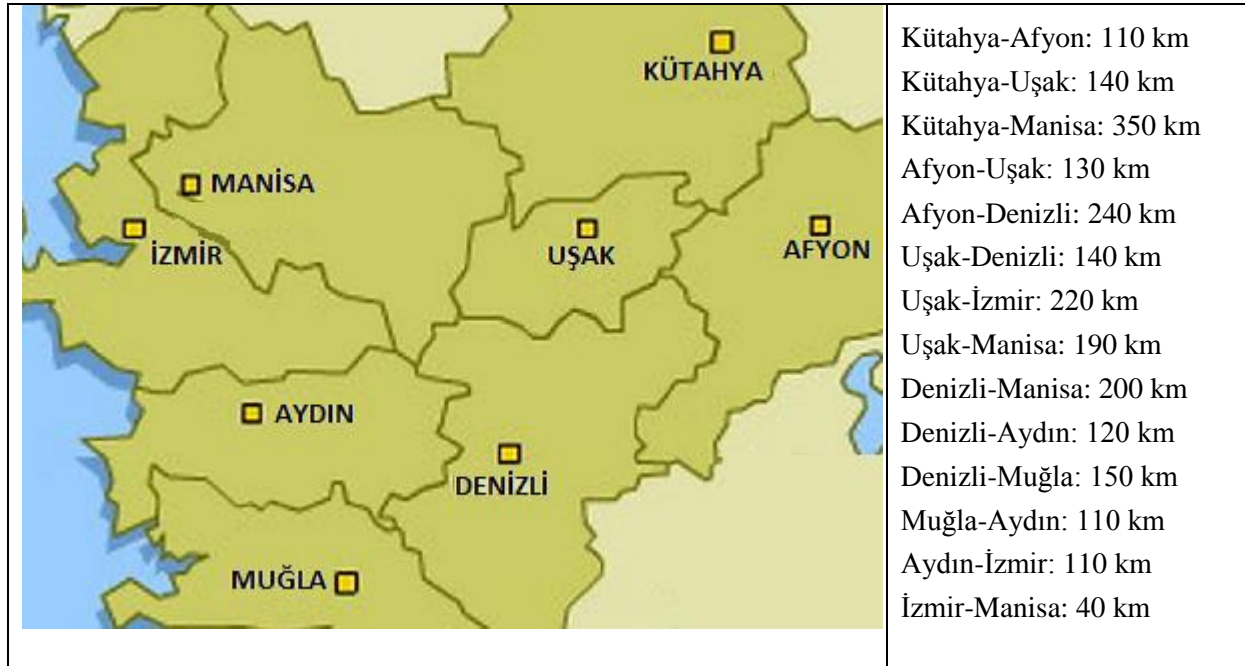 KÜTAHYA
MANİSA
İZMİR
UŞAK
AFYON
AYDIN
DENİZLİ
MUĞLA
Kütahya-Afyon: 110 km
Kütahya-Uşak: 140 km
Kütahya-Manisa: 350 km
Afyon-Uşak: 130 km
Afyon-Denizli: 240 km
Uşak-Denizli: 140 km
Uşak-İzmir: 220 km
Uşak-Manisa: 190 km
Denizli-Manisa: 200 km
Denizli-Aydın: 120 km
Denizli-Muğla: 150 km
Muğla-Aydın: 110 km
Aydın-İzmir: 110 km
İzmir-Manisa: 40 km